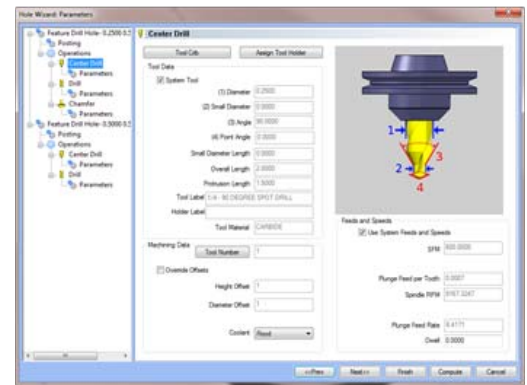 Hole Wizard: Parameters
Feature Drill Hole- 0.2500 0.5
Posting
Operations
Center Drill
Parameters
Drill
Parameters
Chamfer
Parameters
Feature Drill Hole- 0.5000 0.5
Posting
Operations
Center Drill
Parameters
Drill
Parameters
Center Drill
Tool Crib
Assign Tool Holder
Tool Data
System Tool
(1) Diameter 0.2500
(2) Small Diameter 0.0000
(3) Angle 90.0000
(4) Point Angle 0.0000
Small Diameter Length 0.0000
Overall Length 2.0000
Protrusion Length 1.5000
Tool Label 1/4 - 90 DEGREE SPOT DRILL
Holder Label
Tool Material CARBIDE
Machining Data
Tool Number 1
Override Offsets
Height Offset 1
Diameter Offset 1
Coolant Flood
1
2
3
4
Feeds and Speeds
Use System Feeds and Speeds
SFM 600.0000
Plunge Feed per Tooth 0.0007
Spindle RPM 9167.3247
Plunge Feed Rate
Dwell 0.0000
<<Prev
Next>>
Finish
Compute
Cancel